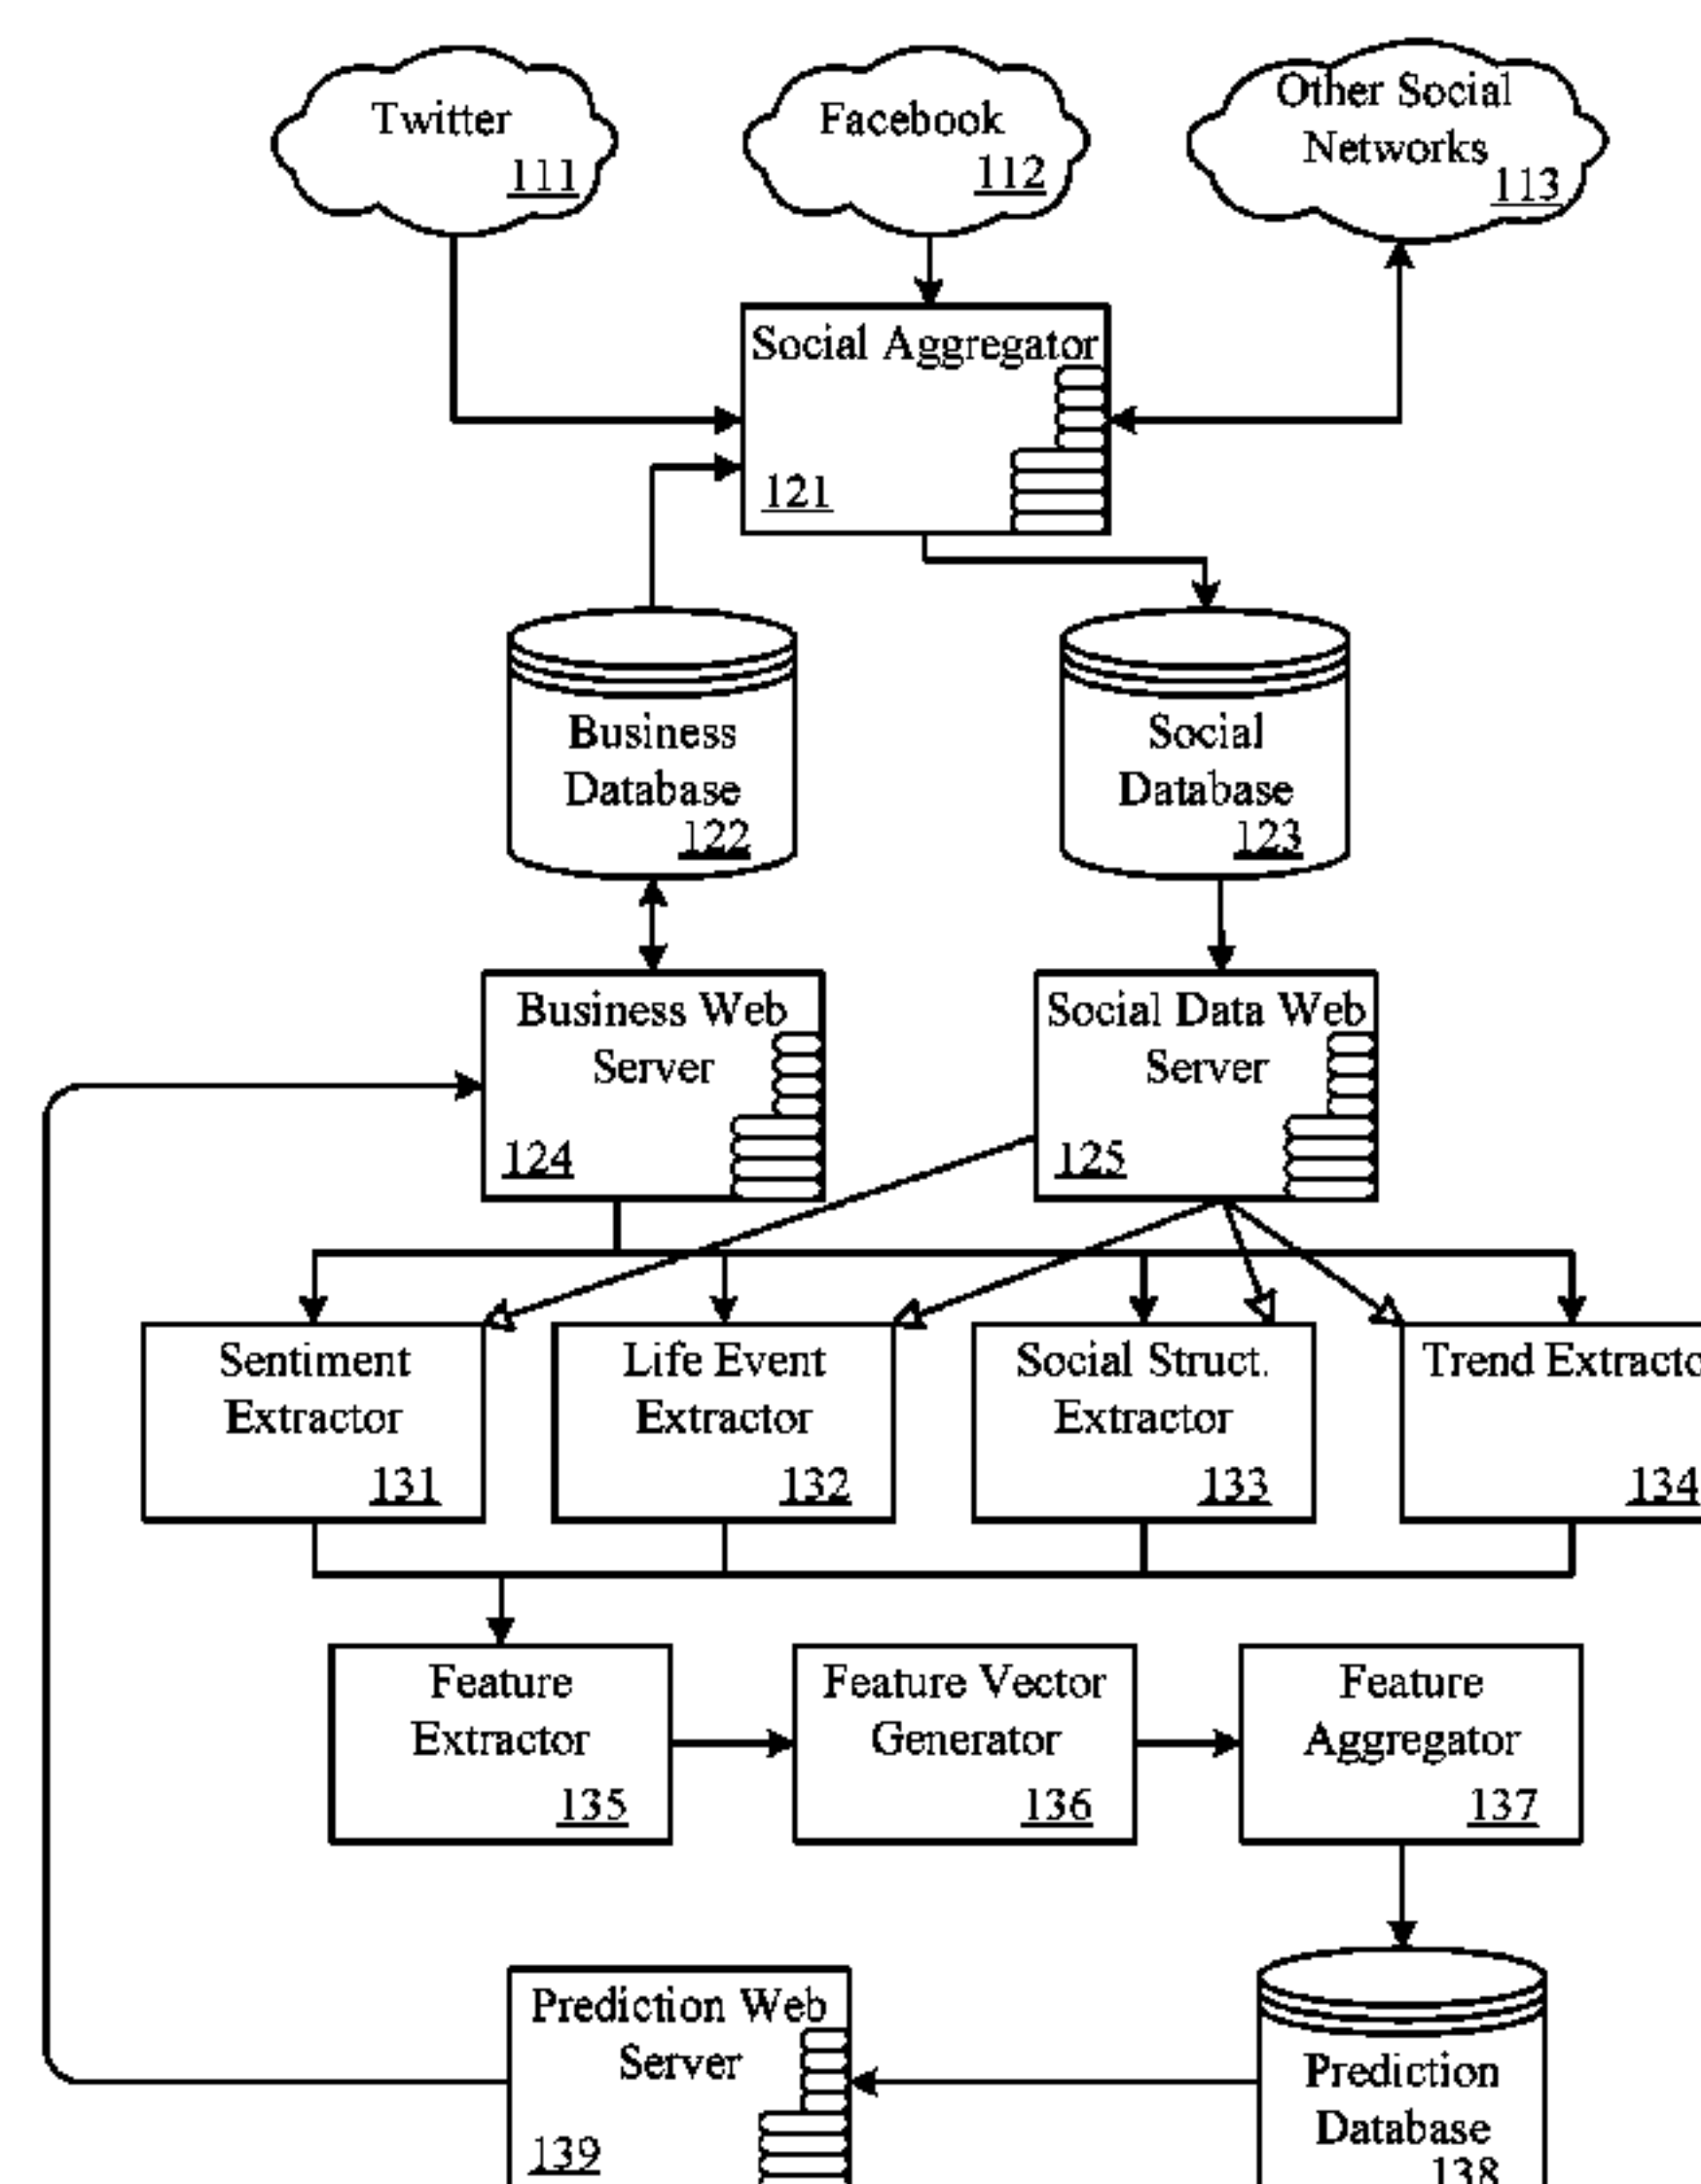 Twitter
111
Facebook
112
Other Social
Networks
113
Social Aggregator
121
Business
Database
122
Social
Database
123
Business Web
Server
124
Social Data Web
Server
125
Sentiment
Extractor
131
Life Event
Extractor
132
Social Struct.
Extractor
133
Trend Extracto
134
Feature
Extractor
135
Feature Vector
Generator
136
Feature
Aggregator
137
Prediction Web
Server
139
Prediction
Database
138